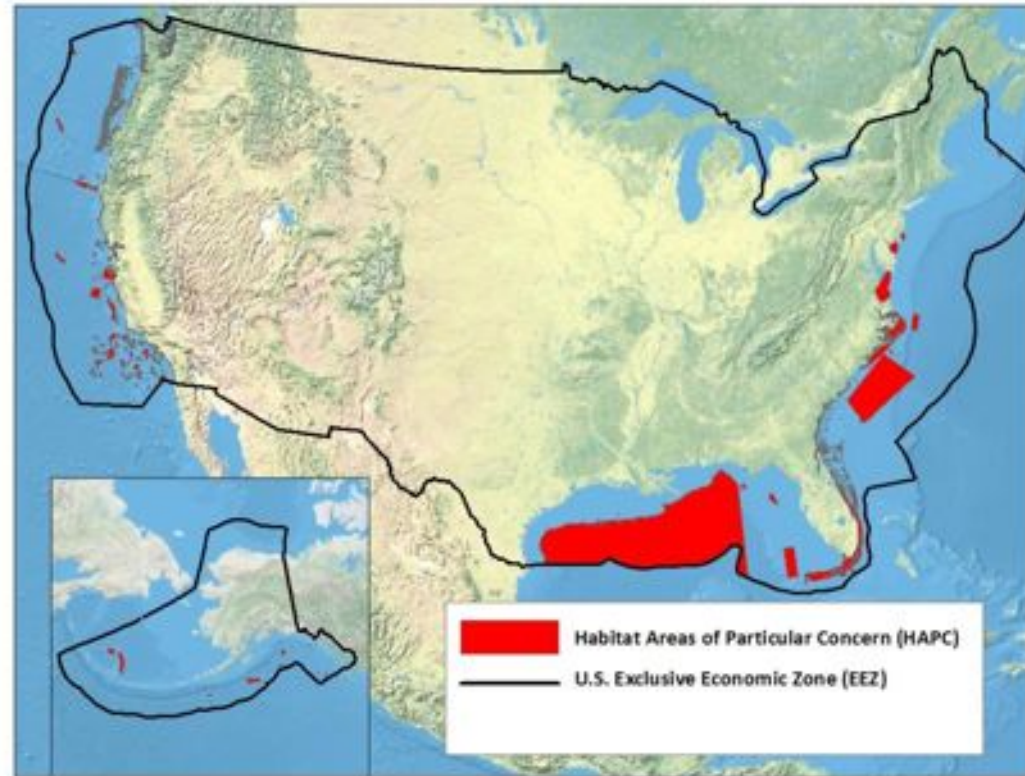 Habitat Areas of Particular Concern (HAPC)
U.S. Exclusive Economic Zone (EEZ)